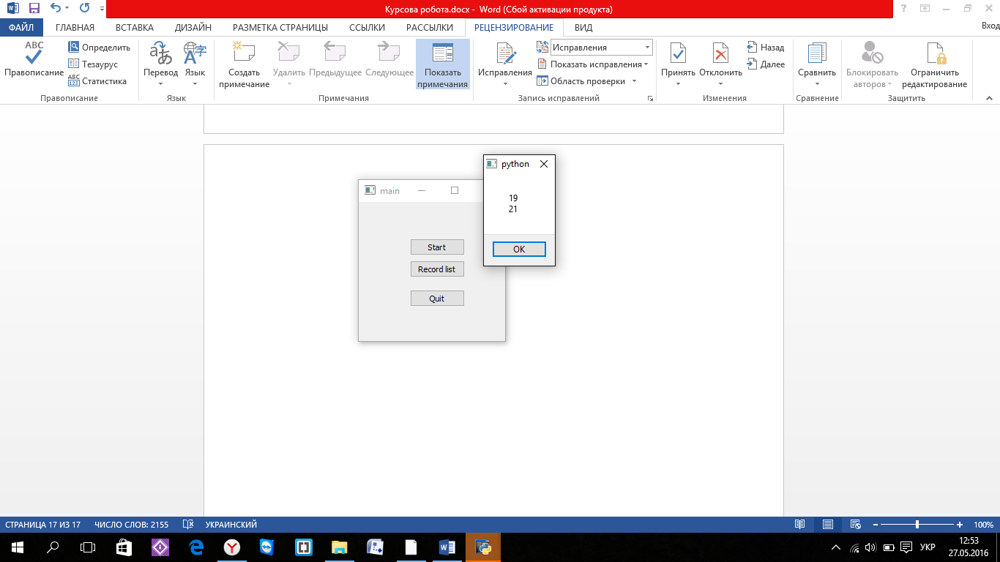 Курсова робота.docx - Word (Сбой активации продукта)
ФАЙЛ ГЛАВНАЯ ВСТАВКА ДИЗАЙН РАЗМЕТКА СТРАНИЦЫ ССЫЛКИ РАССЫЛКИ РЕЦЕНЗИРОВАНИЕ ВИД Вход
ABC
Правописание
Определить
Тезаурус
ABC
123
Статистика
Правописание
Перевод
Язык
Язык
Создать
примечание
Удалить
Предыдущее
Следующее
Показать
примечания
Примечания
Исправления
Исправления
Показать исправления
Область проверки
Запись исправлений
Принять
Отклонить
Назад
Далее
Изменения
Сравнить
Сравнение
Блокировать
авторов
Ограничить
редактирование
Защитить
python
19
21
OK
main
Start
Record list
Quit
СТРАНИЦА 17 ИЗ 17 ЧИСЛО СЛОВ: 2155 УКРАИНСКИЙ 100%
УКР
12:53
27.05.2016